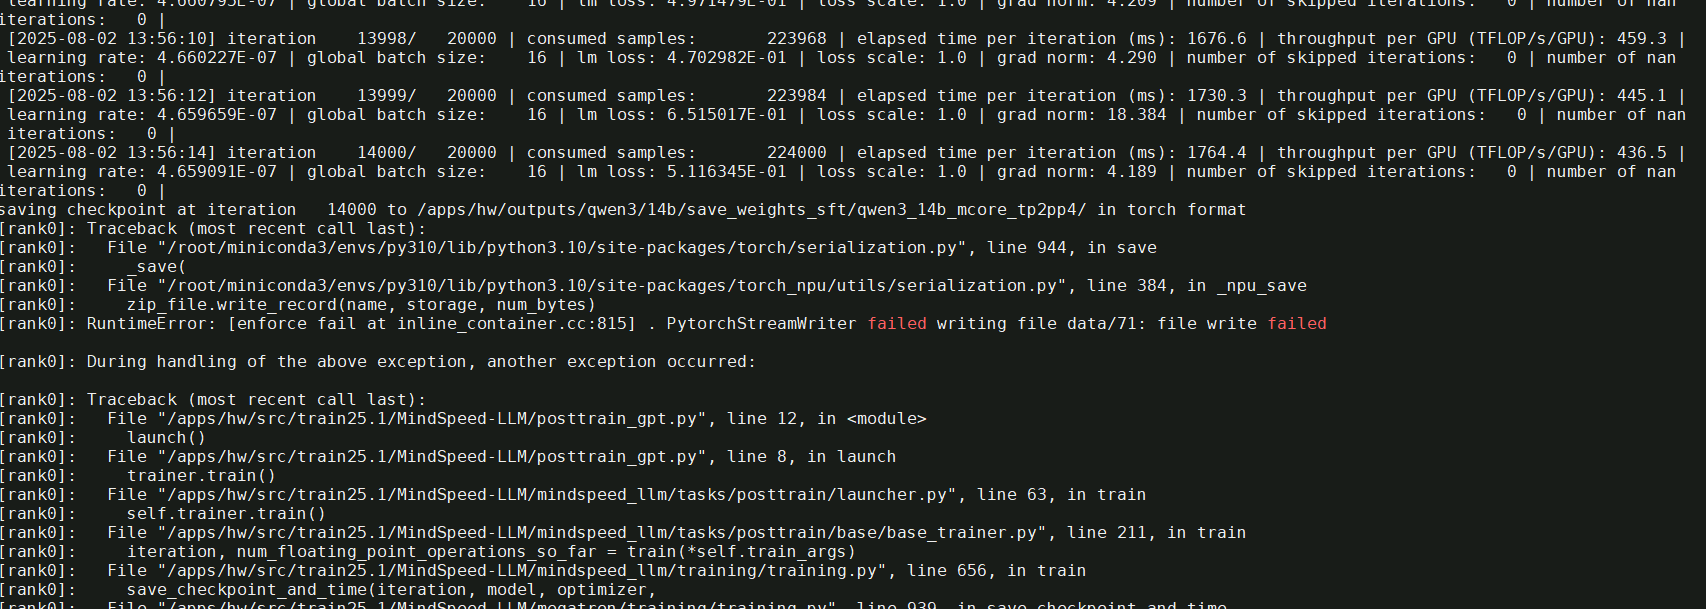 learning rate: 4.660795E-07 | global batch size:    16 | lm loss: 4.971479E-01 | loss scale: 1.0 | grad norm: 4.209 | number of skipped iterations:   0 | number of nan
iterations:   0 |
[2025-08-02 13:56:10] iteration    13998/   20000 | consumed samples:       223968 | elapsed time per iteration (ms): 1676.6 | throughput per GPU (TFLOP/s/GPU): 459.3 |
learning rate: 4.660227E-07 | global batch size:    16 | lm loss: 4.702982E-01 | loss scale: 1.0 | grad norm: 4.290 | number of skipped iterations:   0 | number of nan
iterations:   0 |
[2025-08-02 13:56:12] iteration    13999/   20000 | consumed samples:       223984 | elapsed time per iteration (ms): 1730.3 | throughput per GPU (TFLOP/s/GPU): 445.1 |
learning rate: 4.659659E-07 | global batch size:    16 | lm loss: 6.515017E-01 | loss scale: 1.0 | grad norm: 18.384 | number of skipped iterations:   0 | number of nan
iterations:   0 |
[2025-08-02 13:56:14] iteration    14000/   20000 | consumed samples:       224000 | elapsed time per iteration (ms): 1764.4 | throughput per GPU (TFLOP/s/GPU): 436.5 |
learning rate: 4.659091E-07 | global batch size:    16 | lm loss: 5.116345E-01 | loss scale: 1.0 | grad norm: 4.189 | number of skipped iterations:   0 | number of nan
iterations:   0 |
saving checkpoint at iteration   14000 to /apps/hw/outputs/qwen3/14b/save_weights_sft/qwen3_14b_mcore_tp2pp4/ in torch format
[rank0]: Traceback (most recent call last):
[rank0]:   File "/root/miniconda3/envs/py310/lib/python3.10/site-packages/torch/serialization.py", line 944, in save
[rank0]:     _save(
[rank0]:   File "/root/miniconda3/envs/py310/lib/python3.10/site-packages/torch_npu/utils/serialization.py", line 384, in _npu_save
[rank0]:     zip_file.write_record(name, storage, num_bytes)
[rank0]: RuntimeError: [enforce fail at inline_container.cc:815] . PytorchStreamWriter failed writing file data/71: file write failed
[rank0]: During handling of the above exception, another exception occurred:
[rank0]: Traceback (most recent call last):
[rank0]:   File "/apps/hw/src/train25.1/MindSpeed-LLM/posttrain_gpt.py", line 12, in <module>
[rank0]:     launch()
[rank0]:   File "/apps/hw/src/train25.1/MindSpeed-LLM/posttrain_gpt.py", line 8, in launch
[rank0]:     trainer.train()
[rank0]:   File "/apps/hw/src/train25.1/MindSpeed-LLM/mindspeed_llm/tasks/posttrain/launcher.py", line 63, in train
[rank0]:     self.trainer.train()
[rank0]:   File "/apps/hw/src/train25.1/MindSpeed-LLM/mindspeed_llm/tasks/posttrain/base/base_trainer.py", line 211, in train
[rank0]:     iteration, num_floating_point_operations_so_far = train(*self.train_args)
[rank0]:   File "/apps/hw/src/train25.1/MindSpeed-LLM/mindspeed_llm/training/training.py", line 656, in train
[rank0]:     save_checkpoint_and_time(iteration, model, optimizer,
[rank0]:   File "/apps/hw/src/train25.1/MindSpeed-LLM/megatron/training/training.py", line 939, in save_checkpoint_and_time